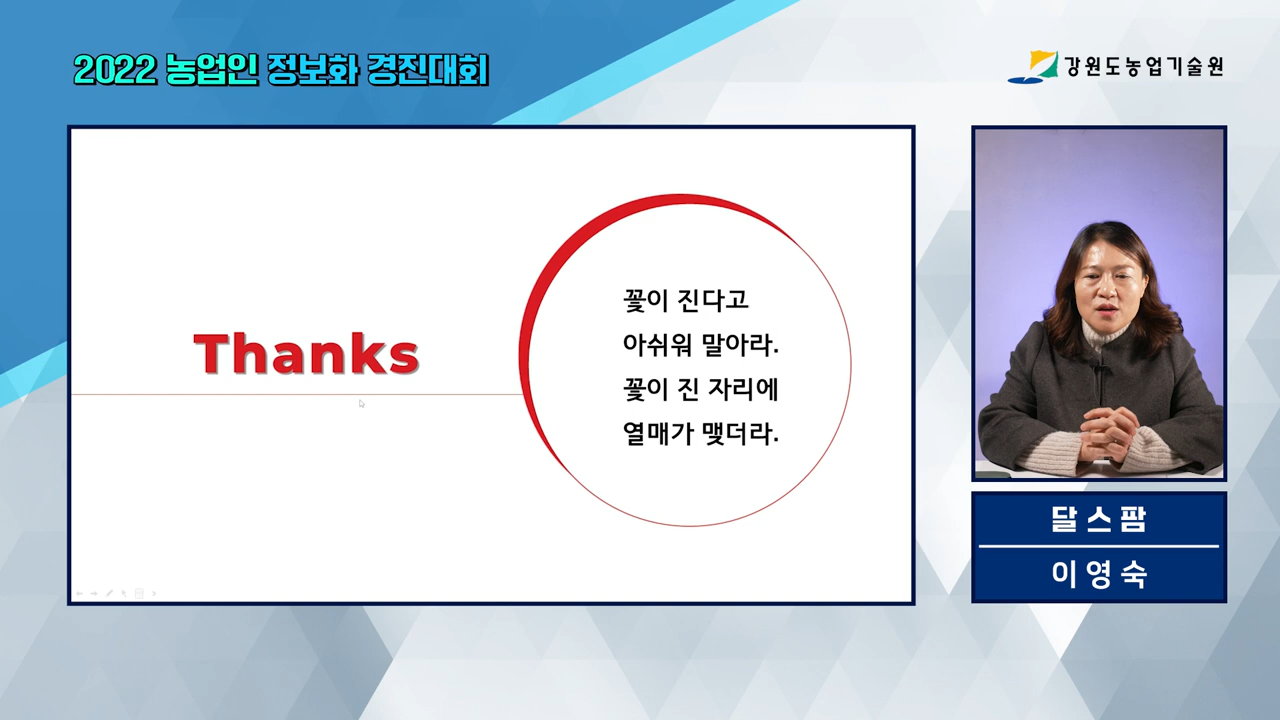 2022 농업인 정보화 경진대회
강원도농업기술원
Thanks
꽃이 진다고
아쉬워 말아라.
꽃이 진 자리에
열매가 맺더라.
달스팜
이영숙